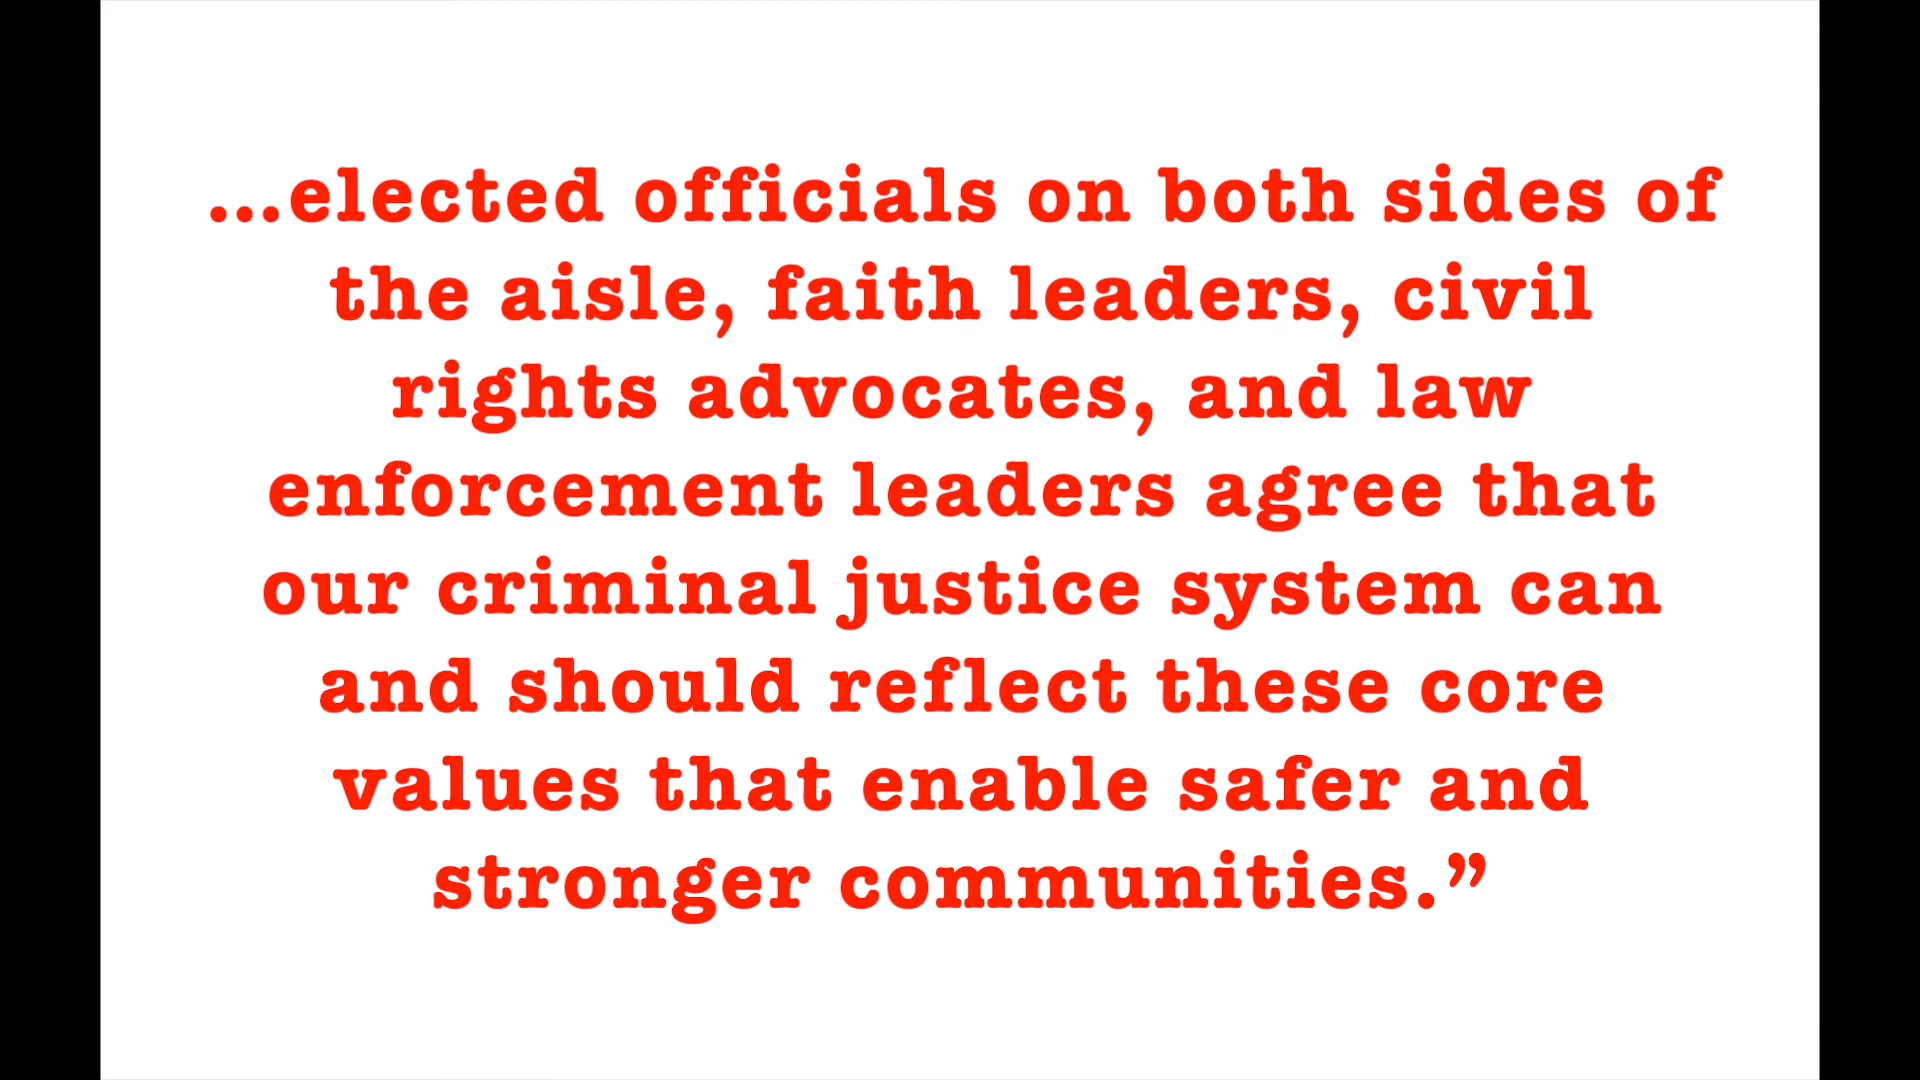 ...elected officials on both sides of
the aisle, faith leaders, civil
rights advocates, and law
enforcement leaders agree that
our criminal justice system can
and should reflect these core
values that enable safer and
stronger communities.”